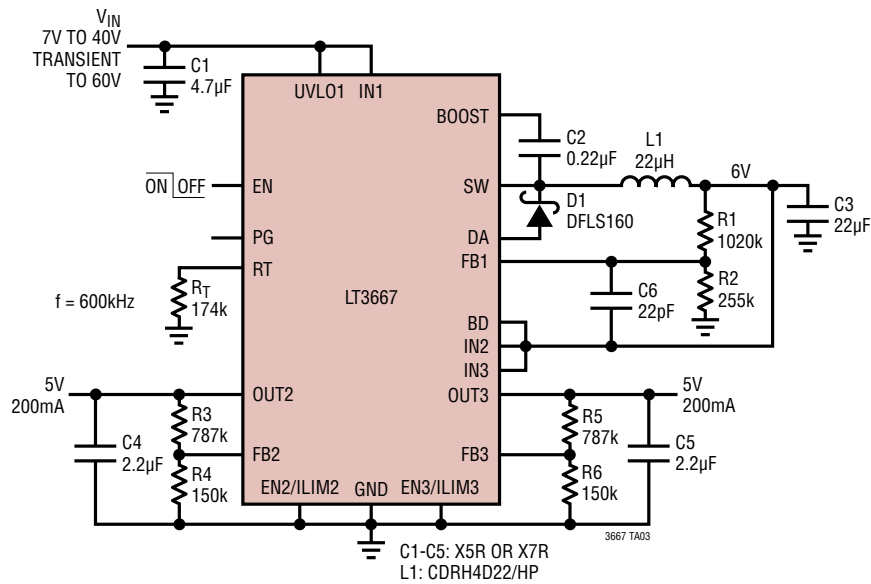 VIN
7V TO 40V
TRANSIENT
TO 60V
C1
4.7µF
UVLO1 IN1
BOOST
C2
0.22µF
L1
22µH
6V
ON OFF
EN
SW
D1
DFLS160
R1
1020k
C3
22µF
PG
DA
RT
FB1
f = 600kHz
RT
174k
LT3667
C6
22pF
R2
255k
BD
IN2
IN3
5V
200mA
OUT2
OUT3
5V
200mA
R3
787k
R5
787k
C4
2.2µF
FB2
FB3
C5
2.2µF
R4
150k
R6
150k
EN2/ILIM2 GND EN3/ILIM3
3667 TA03
C1-C5: X5R OR X7R
L1: CDRH4D22/HP